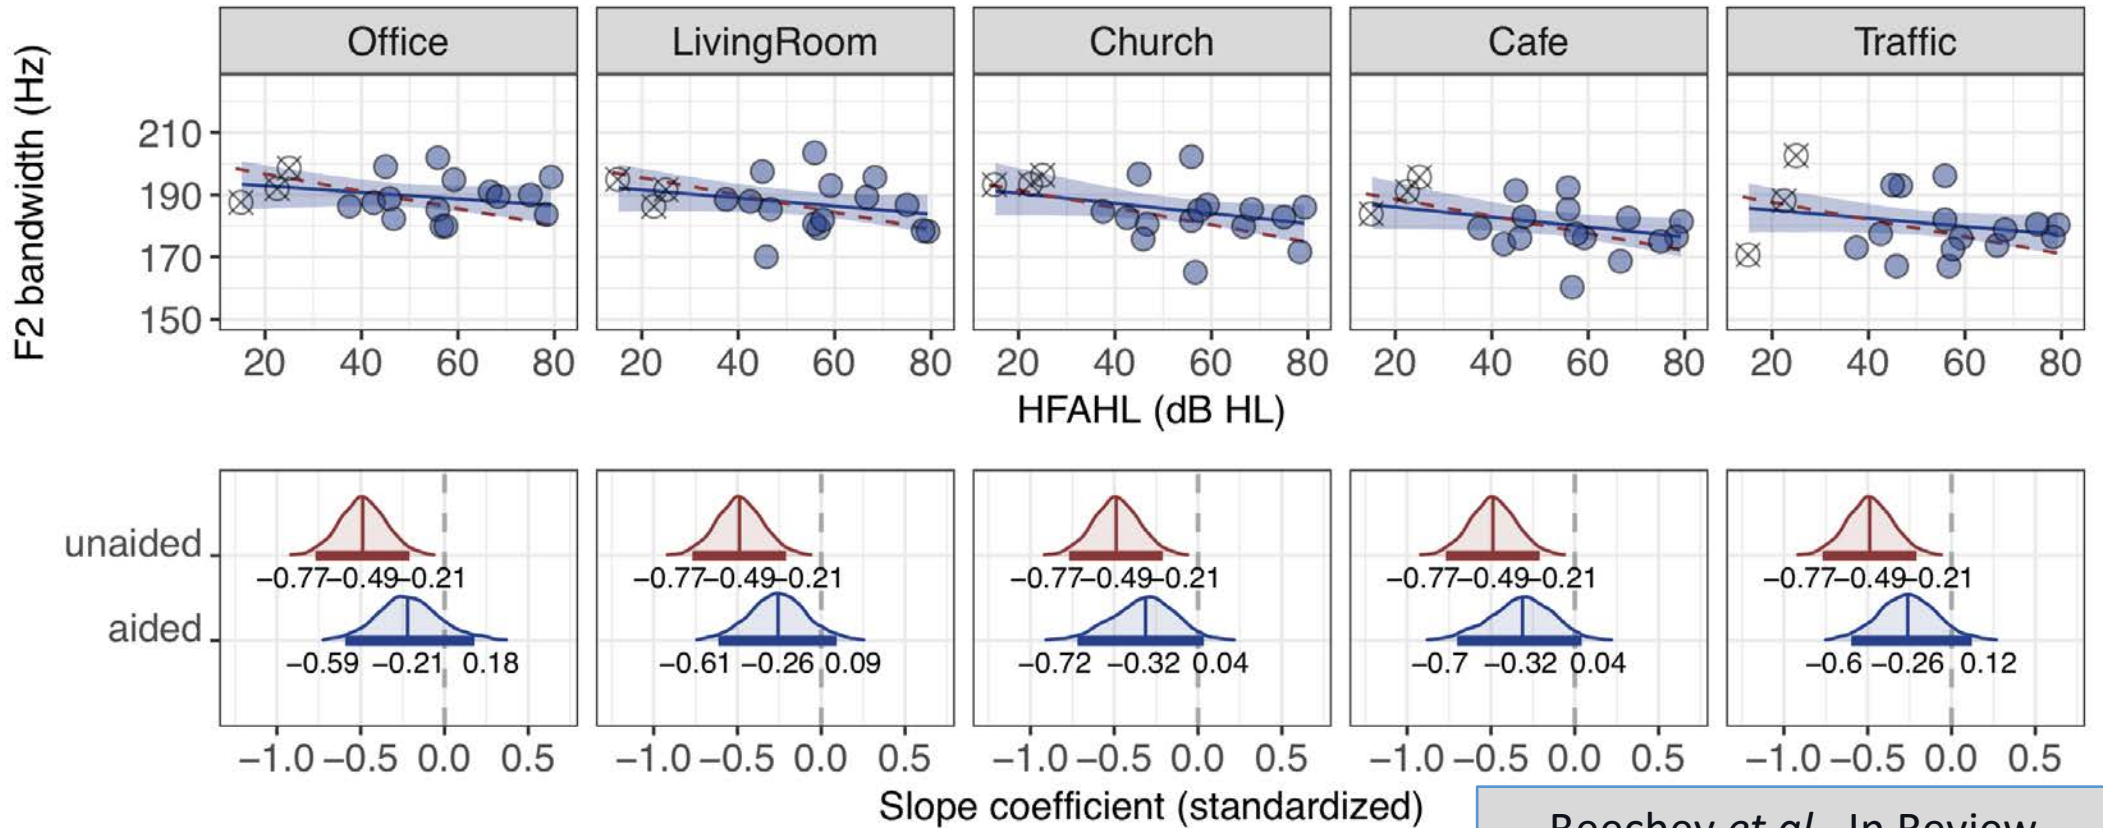 Office LivingRoom Church Cafe Traffic
F2 bandwidth (Hz)
210
190
170
150
20 40 60 80 20 40 60 80 20 40 60 80 20 40 60 80 20 40 60 80
HFAHL (dB HL)
unaided
−0.77−0.49−0.21 −0.77−0.49−0.21 −0.77−0.49−0.21 −0.77−0.49−0.21 −0.77−0.49−0.21
aided
−0.59 −0.21 0.18 −0.61 −0.26 0.09 −0.72 −0.32 0.04 −0.7 −0.32 0.04 −0.6 −0.26 0.12
−1.0 −0.5 0.0 0.5 −1.0 −0.5 0.0 0.5 −1.0 −0.5 0.0 0.5 −1.0 −0.5 0.0 0.5 −1.0 −0.5 0.0 0.5
Slope coefficient (standardized)
Beechey et al., In Review